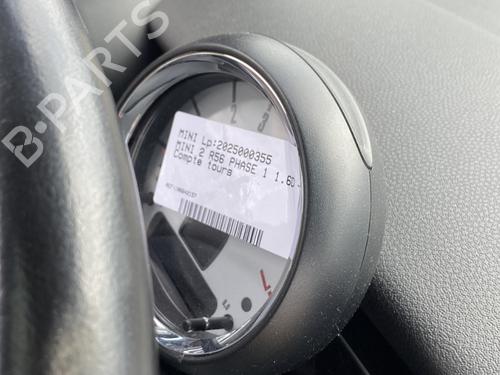 B-PARTS
MINI Lp:2025000355
MINI 2 R56 PHASE 1 1.6D
Compte tours